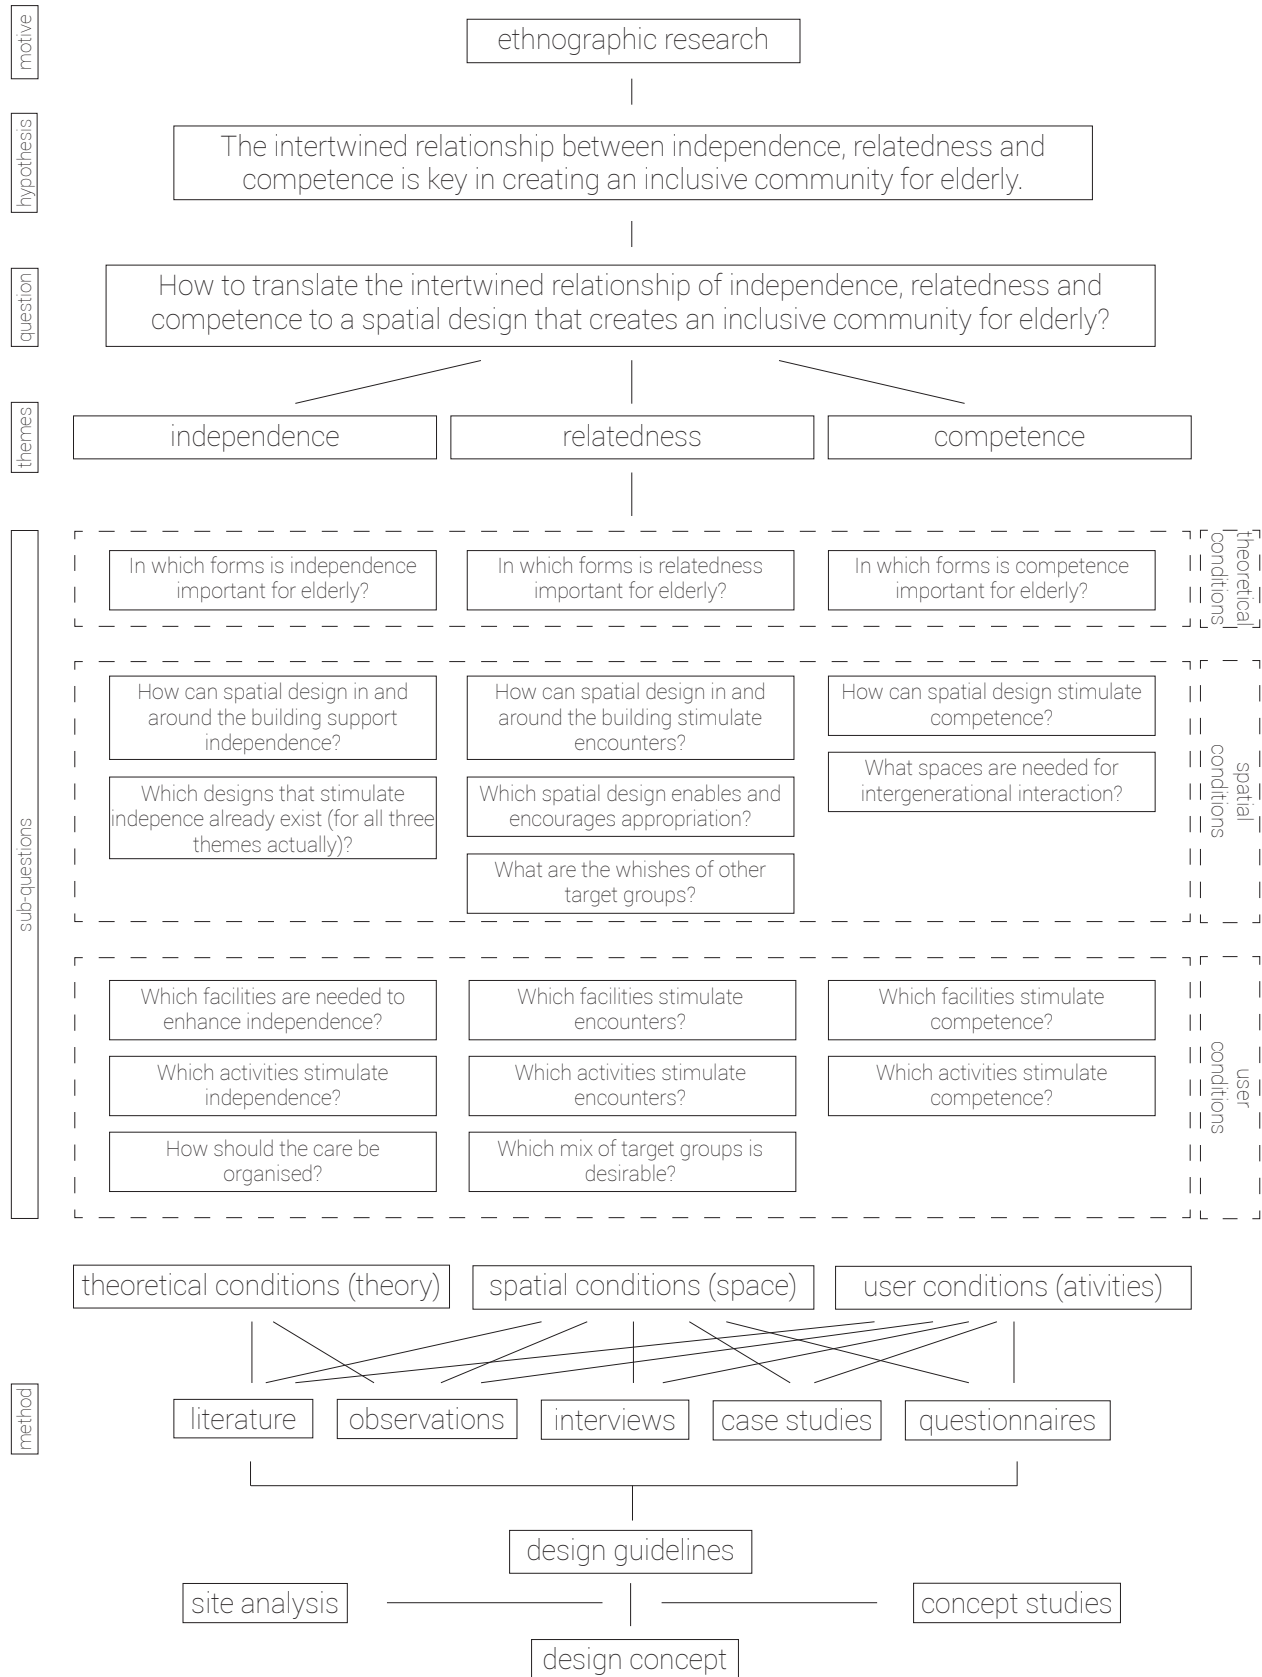 motive
ethnographic research
hypothesis
The intertwined relationship between independence, relatedness and
competence is key in creating an inclusive community for elderly.
question
How to translate the intertwined relationship of independence, relatedness and
competence to a spatial design that creates an inclusive community for elderly?
themes
independence
relatedness
competence
sub-questions
theoretical
conditions
In which forms is independence
important for elderly?
In which forms is relatedness
important for elderly?
In which forms is competence
important for elderly?
spatial
conditions
How can spatial design in and
around the building support
independence?
Which designs that stimulate
indepence already exist (for all three
themes actually)?
How can spatial design in and
around the building stimulate
encounters?
Which spatial design enables and
encourages appropriation?
What are the whishes of other
target groups?
How can spatial design stimulate
competence?
What spaces are needed for
intergenerational interaction?
user
conditions
Which facilities are needed to
enhance independence?
Which activities stimulate
independence?
How should the care be
organised?
Which facilities stimulate
encounters?
Which activities stimulate
encounters?
Which mix of target groups is
desirable?
Which facilities stimulate
competence?
Which activities stimulate
competence?
theoretical conditions (theory)
spatial conditions (space)
user conditions (ativities)
method
literature
observations
interviews
case studies
questionnaires
design guidelines
site analysis
concept studies
design concept